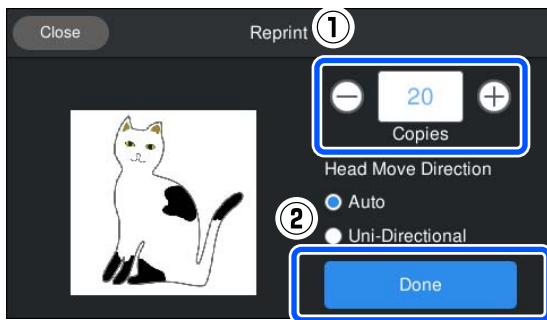 Close
Reprint
①
20
Copies
Head Move Direction
Auto
②
Uni-Directional
Done